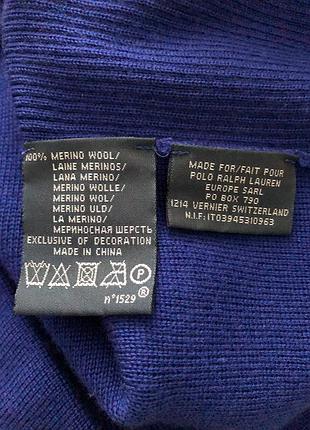 100% MERINO WOOL/
LAINE MERINOS/
LANA MERINO/
MERINO WOLLE/
MERINO WOL/
MERINO ULD/
LA MERINO/
МЕРИНОСНАЯ ШЕРСТЬ
EXCLUSIVE OF DECORATION
MADE IN CHINA
P
n°1529 ®
MADE FOR/FAIT POUR
POLO RALPH LAUREN
EUROPE SARL
PO BOX 790
1214 VERNIER SWITZERLAND
N.I.F:IT03945310963